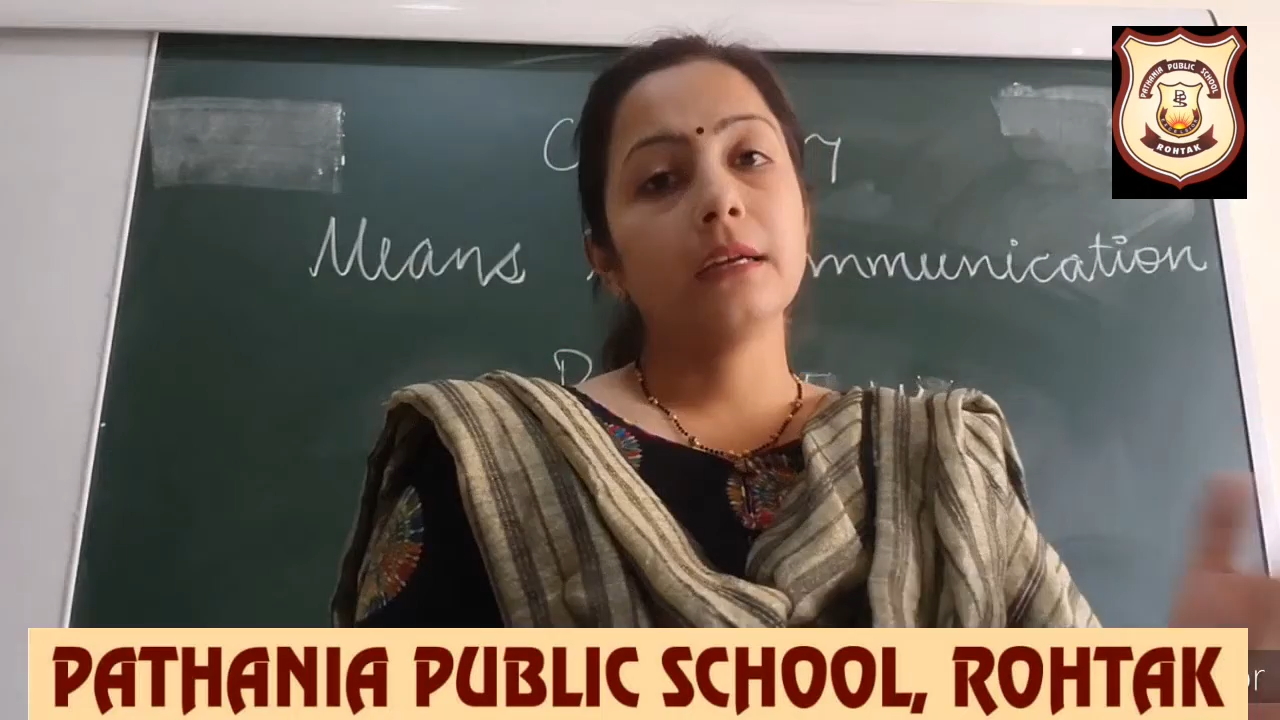 PATHANIA PUBLIC SCHOOL
ROHTAK
Means
mmunication
PATHANIA PUBLIC SCHOOL, ROHTAK